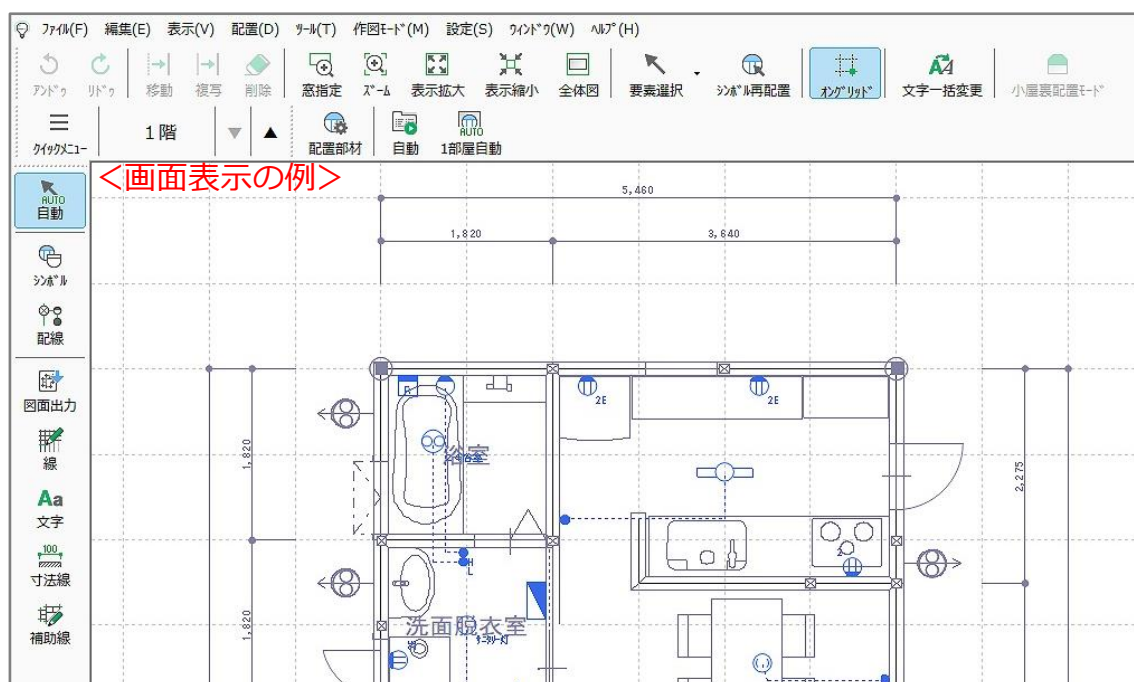 ﾌｧｲﾙ(F) 編集(E) 表示(V) 配置(D) ﾂｰﾙ(T) 作図ﾓｰﾄﾞ(M) 設定(S) ｳｨﾝﾄﾞｳ(W) ﾍﾙﾌﾟ(H)
ｱﾝﾄﾞｩ ﾘﾄﾞｩ 移動 複写 削除 窓指定 ｽﾞｰﾑ 表示拡大 表示縮小 全体図 要素選択 ｼﾝﾎﾞﾙ再配置 ｵﾝｸﾞﾘｯﾄﾞ 文字一括変更 小屋裏配置ﾓｰﾄﾞ
AUTO
ｸｲｯｸﾒﾆｭｰ 1階 配置部材 自動 1部屋自動
＜画面表示の例＞
AUTO
自動
ｼﾝﾎﾞﾙ
配線
図面出力
線
Aa
文字
100
寸法線
補助線
5,460
1,820 3,640
R
2E 2E
浴室
1,820
2,275
2
H
L
洗面脱衣室
1,820